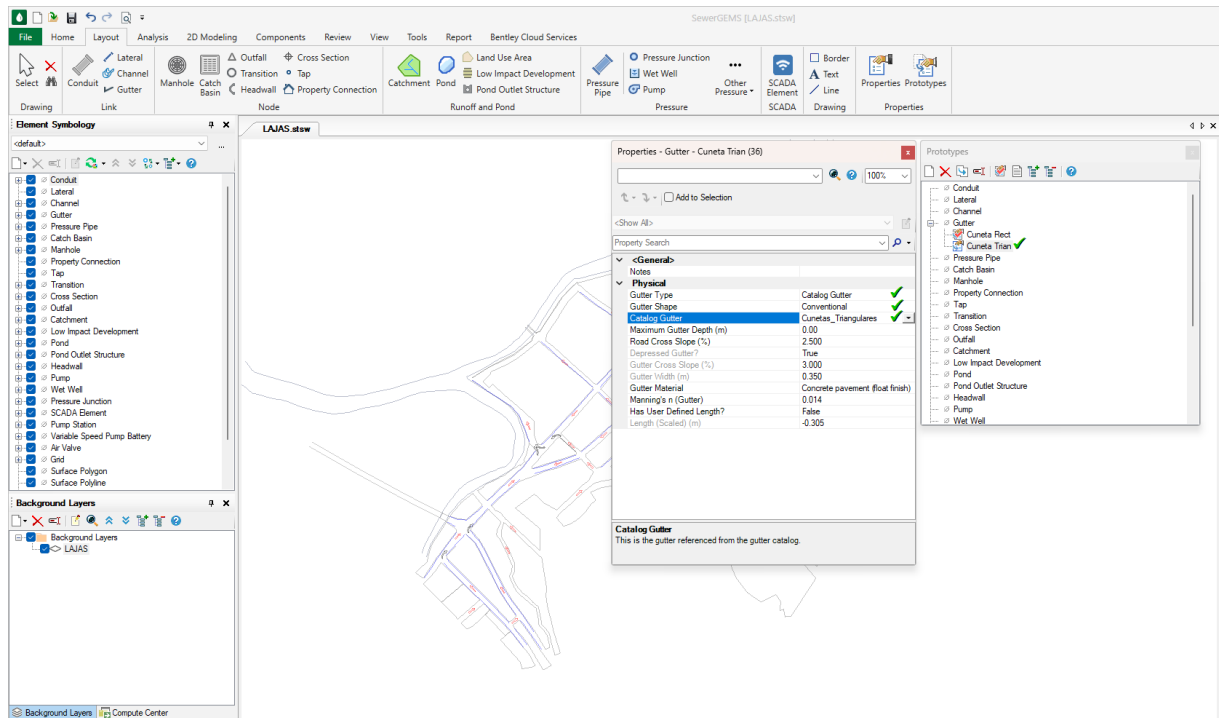 SewerGEMS [LAJAS.stsw]
File Home Layout Analysis 2D Modeling Components Review View Tools Report Bentley Cloud Services
Select
Drawing
Conduit
Lateral
Channel
Gutter
Link
Manhole
Catch Basin
Outfall
Transition
Headwall
Cross Section
Tap
Property Connection
Node
Catchment
Pond
Land Use Area
Low Impact Development
Pond Outlet Structure
Runoff and Pond
Pressure Pipe
Pressure Junction
Wet Well
Pump
Other Pressure
Pressure
SCADA Element
SCADA
Border
A Text
Line
Drawing
Properties
Prototypes
Properties
Element Symbology
<default>
...
Conduit
Lateral
Channel
Gutter
Pressure Pipe
Catch Basin
Manhole
Property Connection
Tap
Transition
Cross Section
Outfall
Catchment
Low Impact Development
Pond
Pond Outlet Structure
Headwall
Pump
Wet Well
Pressure Junction
SCADA Element
Pump Station
Variable Speed Pump Battery
Air Valve
Grid
Surface Polygon
Surface Polyline
Background Layers
Background Layers
LAJAS
Background Layers
Compute Center
LAJAS.stsw
Properties - Gutter - Cuneta Trian (36)
100%
Add to Selection
<Show All>
Property Search
<General>
Notes
Physical
Gutter Type Catalog Gutter
Gutter Shape Conventional
Catalog Gutter Cunetas_Triangulares
Maximum Gutter Depth (m) 0.00
Road Cross Slope (%) 2.500
Depressed Gutter? True
Gutter Cross Slope (%) 3.000
Gutter Width (m) 0.350
Gutter Material Concrete pavement (float finish)
Manning's n (Gutter) 0.014
Has User Defined Length? False
Length (Scaled) (m) -0.305
Catalog Gutter
This is the gutter referenced from the gutter catalog.
Prototypes
Conduit
Lateral
Channel
Gutter
Cuneta Rect
Cuneta Trian
Pressure Pipe
Catch Basin
Manhole
Property Connection
Tap
Transition
Cross Section
Outfall
Catchment
Low Impact Development
Pond
Pond Outlet Structure
Headwall
Pump
Wet Well